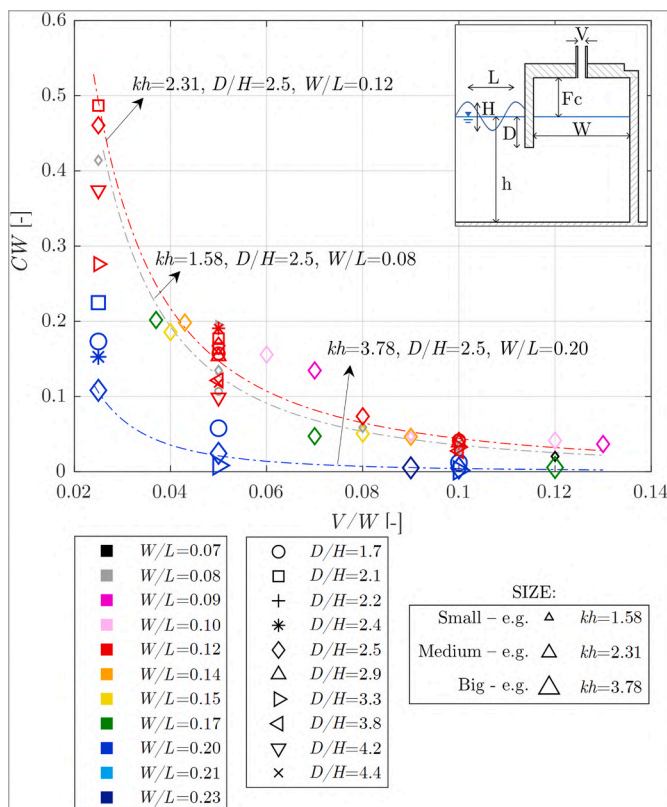 0.6
0.5
0.4
0.3
0.2
0.1
0
CW [-]
kh=2.31, D/H=2.5, W/L=0.12
kh=1.58, D/H=2.5, W/L=0.08
kh=3.78, D/H=2.5, W/L=0.20
V
L
H
Fc
D
W
h
0.02 0.04 0.06 0.08 0.1 0.12 0.14
V/W [-]
W/L=0.07
W/L=0.08
W/L=0.09
W/L=0.10
W/L=0.12
W/L=0.14
W/L=0.15
W/L=0.17
W/L=0.20
W/L=0.21
W/L=0.23
D/H=1.7
D/H=2.1
D/H=2.2
D/H=2.4
D/H=2.5
D/H=2.9
D/H=3.3
D/H=3.8
D/H=4.2
D/H=4.4
SIZE:
Small – e.g. kh=1.58
Medium – e.g. kh=2.31
Big - e.g. kh=3.78